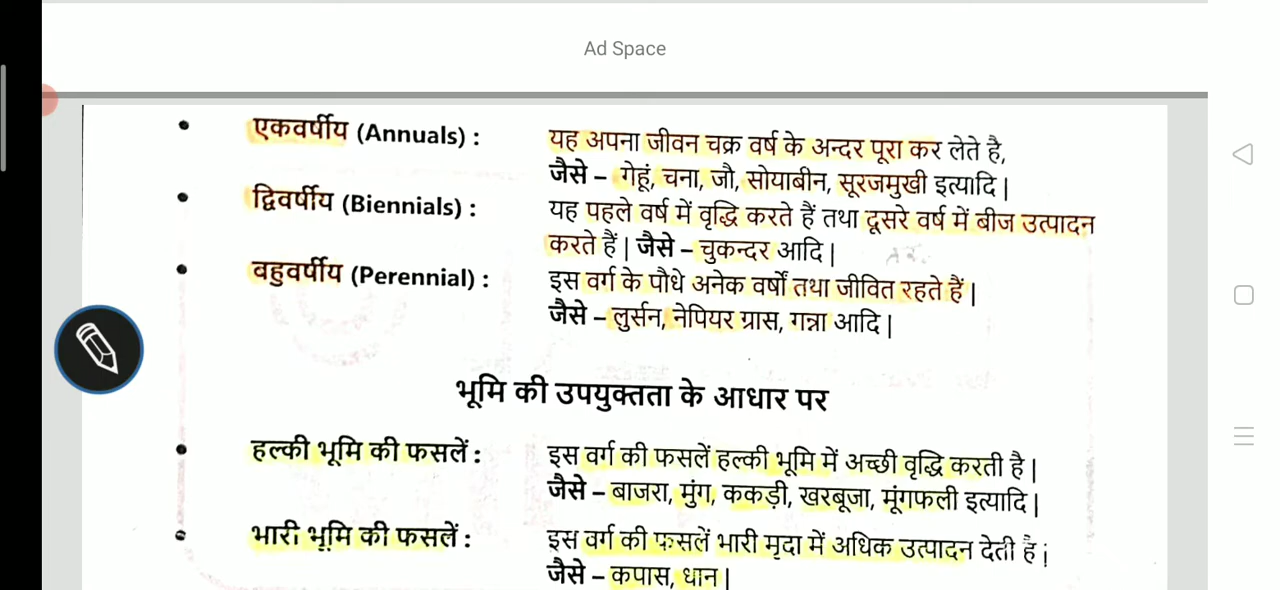 Ad Space
एकवर्षीय (Annuals) : यह अपना जीवन चक्र वर्ष के अन्दर पूरा कर लेते है,
जैसे – गेहूं, चना, जौ, सोयाबीन, सूरजमुखी इत्यादि |
द्विवर्षीय (Biennials) : यह पहले वर्ष में वृद्धि करते हैं तथा दूसरे वर्ष में बीज उत्पादन
करते हैं | जैसे – चुकन्दर आदि |
बहुवर्षीय (Perennial) : इस वर्ग के पौधे अनेक वर्षों तथा जीवित रहते हैं |
जैसे – लुर्सन, नेपियर ग्रास, गन्ना आदि |
भूमि की उपयुक्तता के आधार पर
हल्की भूमि की फसलें : इस वर्ग की फसलें हल्की भूमि में अच्छी वृद्धि करती है |
जैसे – बाजरा, मुंग, ककड़ी, खरबूजा, मूंगफली इत्यादि |
भारी भूमि की फसलें : इस वर्ग की फसलें भारी मृदा में अधिक उत्पादन देती है |
जैसे – कपास, धान |